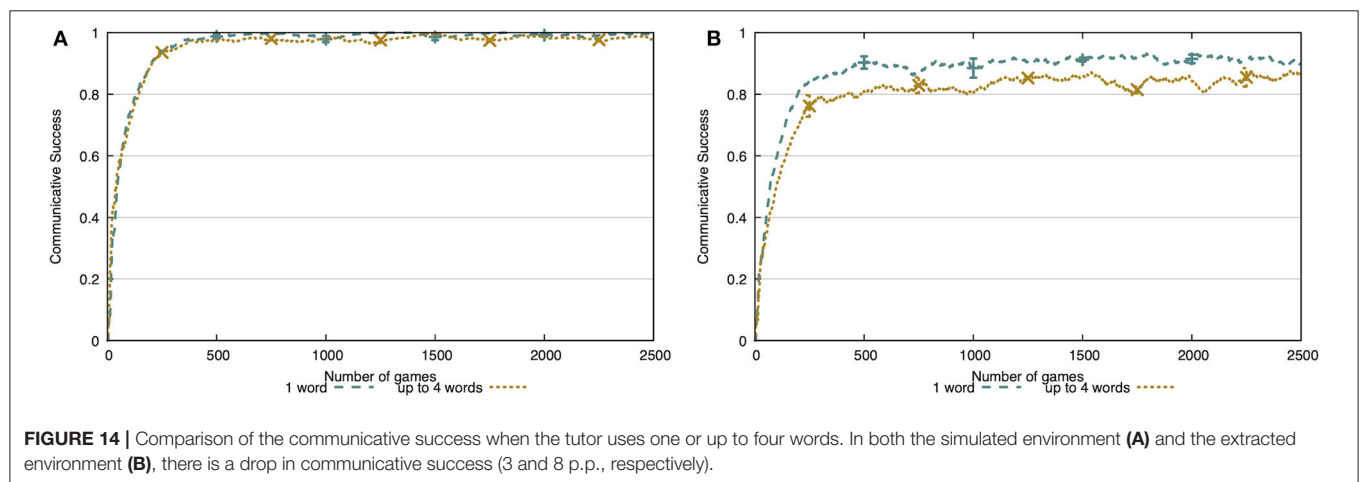 A
1
0.8
0.6
0.4
0.2
0
Communicative Success
0 500 1000 1500 2000 2500
Number of games
1 word up to 4 words
B
1
0.8
0.6
0.4
0.2
0
Communicative Success
0 500 1000 1500 2000 2500
Number of games
1 word up to 4 words
FIGURE 14 | Comparison of the communicative success when the tutor uses one or up to four words. In both the simulated environment (A) and the extracted
environment (B), there is a drop in communicative success (3 and 8 p.p., respectively).